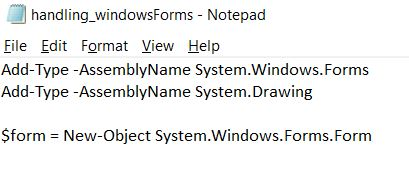 handling_windowsForms - Notepad
File Edit Format View Help
Add-Type -AssemblyName System.Windows.Forms
Add-Type -AssemblyName System.Drawing
$form = New-Object System.Windows.Forms.Form